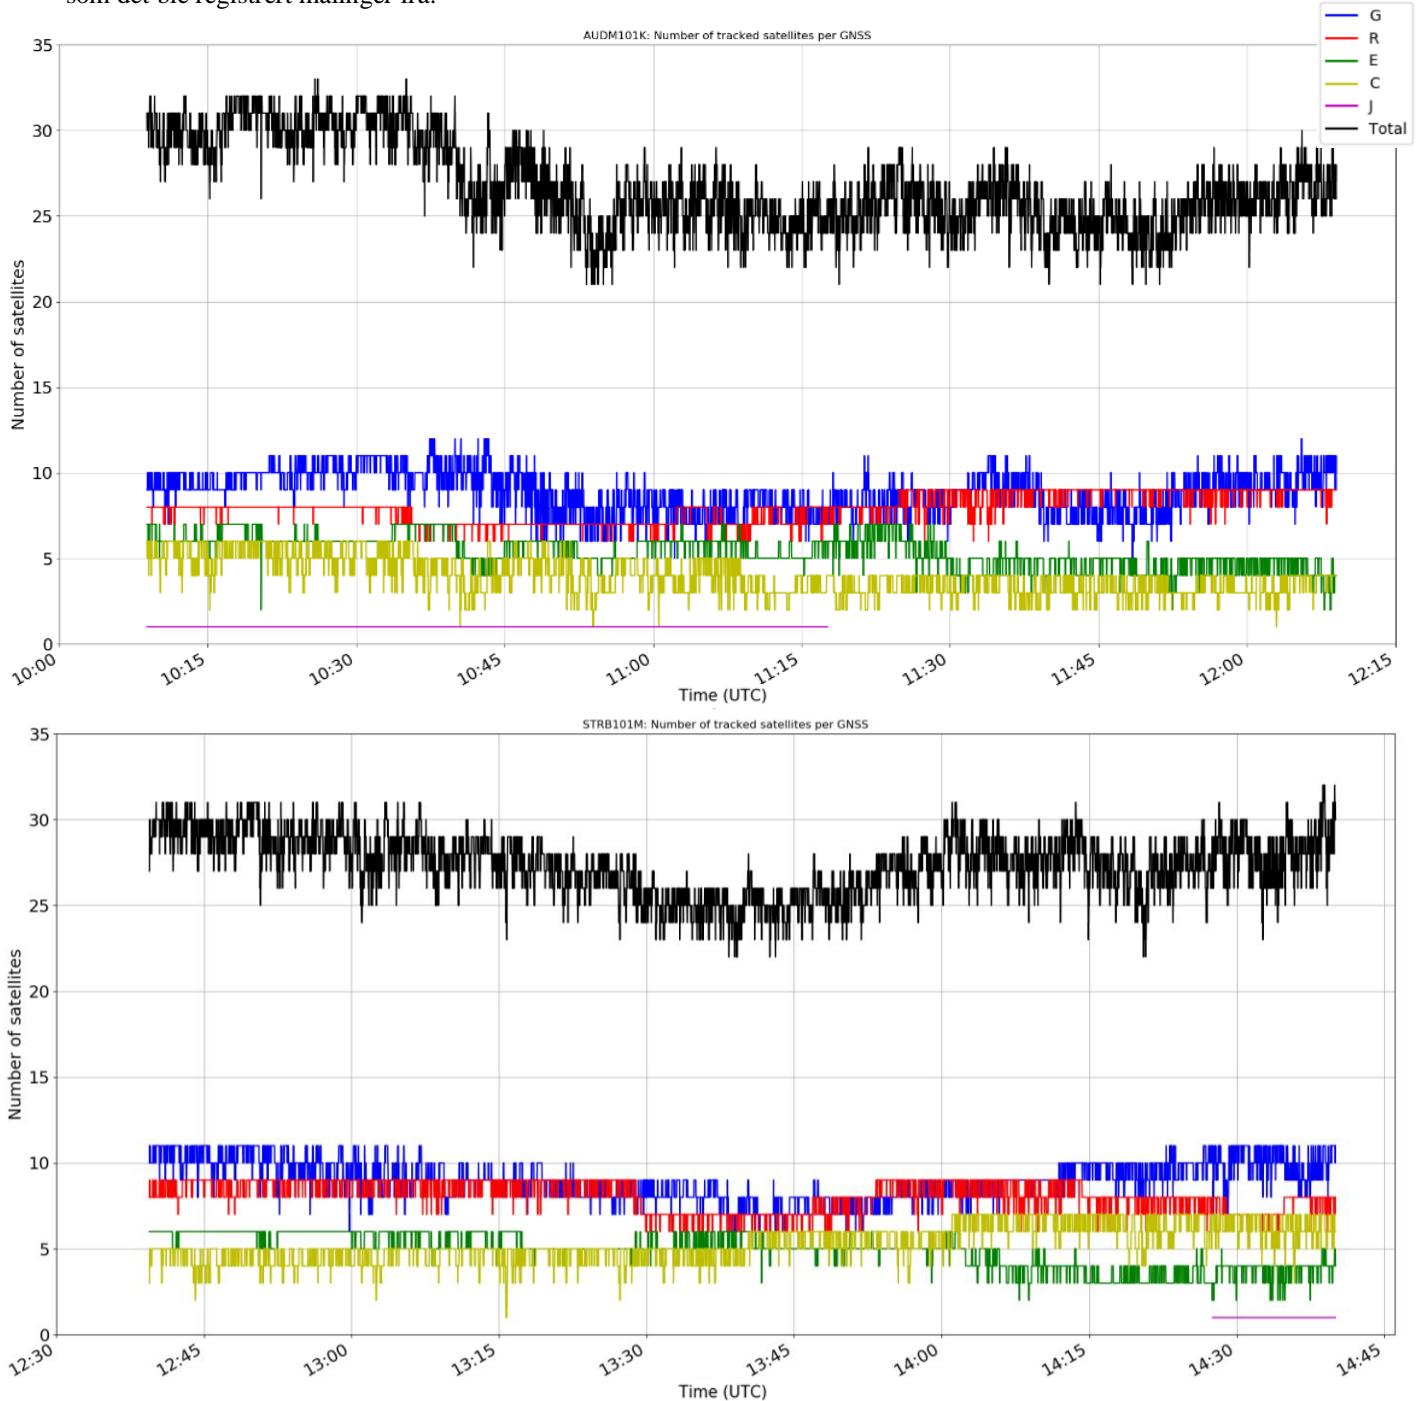 som det ble registrert målinger fra.
G
R
E
C
J
Total
AUDM101K: Number of tracked satellites per GNSS
Number of satellites
35
30
25
20
15
10
5
0
10:00 10:15 10:30 10:45 11:00 11:15 11:30 11:45 12:00 12:15
Time (UTC)
STRB101M: Number of tracked satellites per GNSS
Number of satellites
35
30
25
20
15
10
5
0
12:30 12:45 13:00 13:15 13:30 13:45 14:00 14:15 14:30 14:45
Time (UTC)